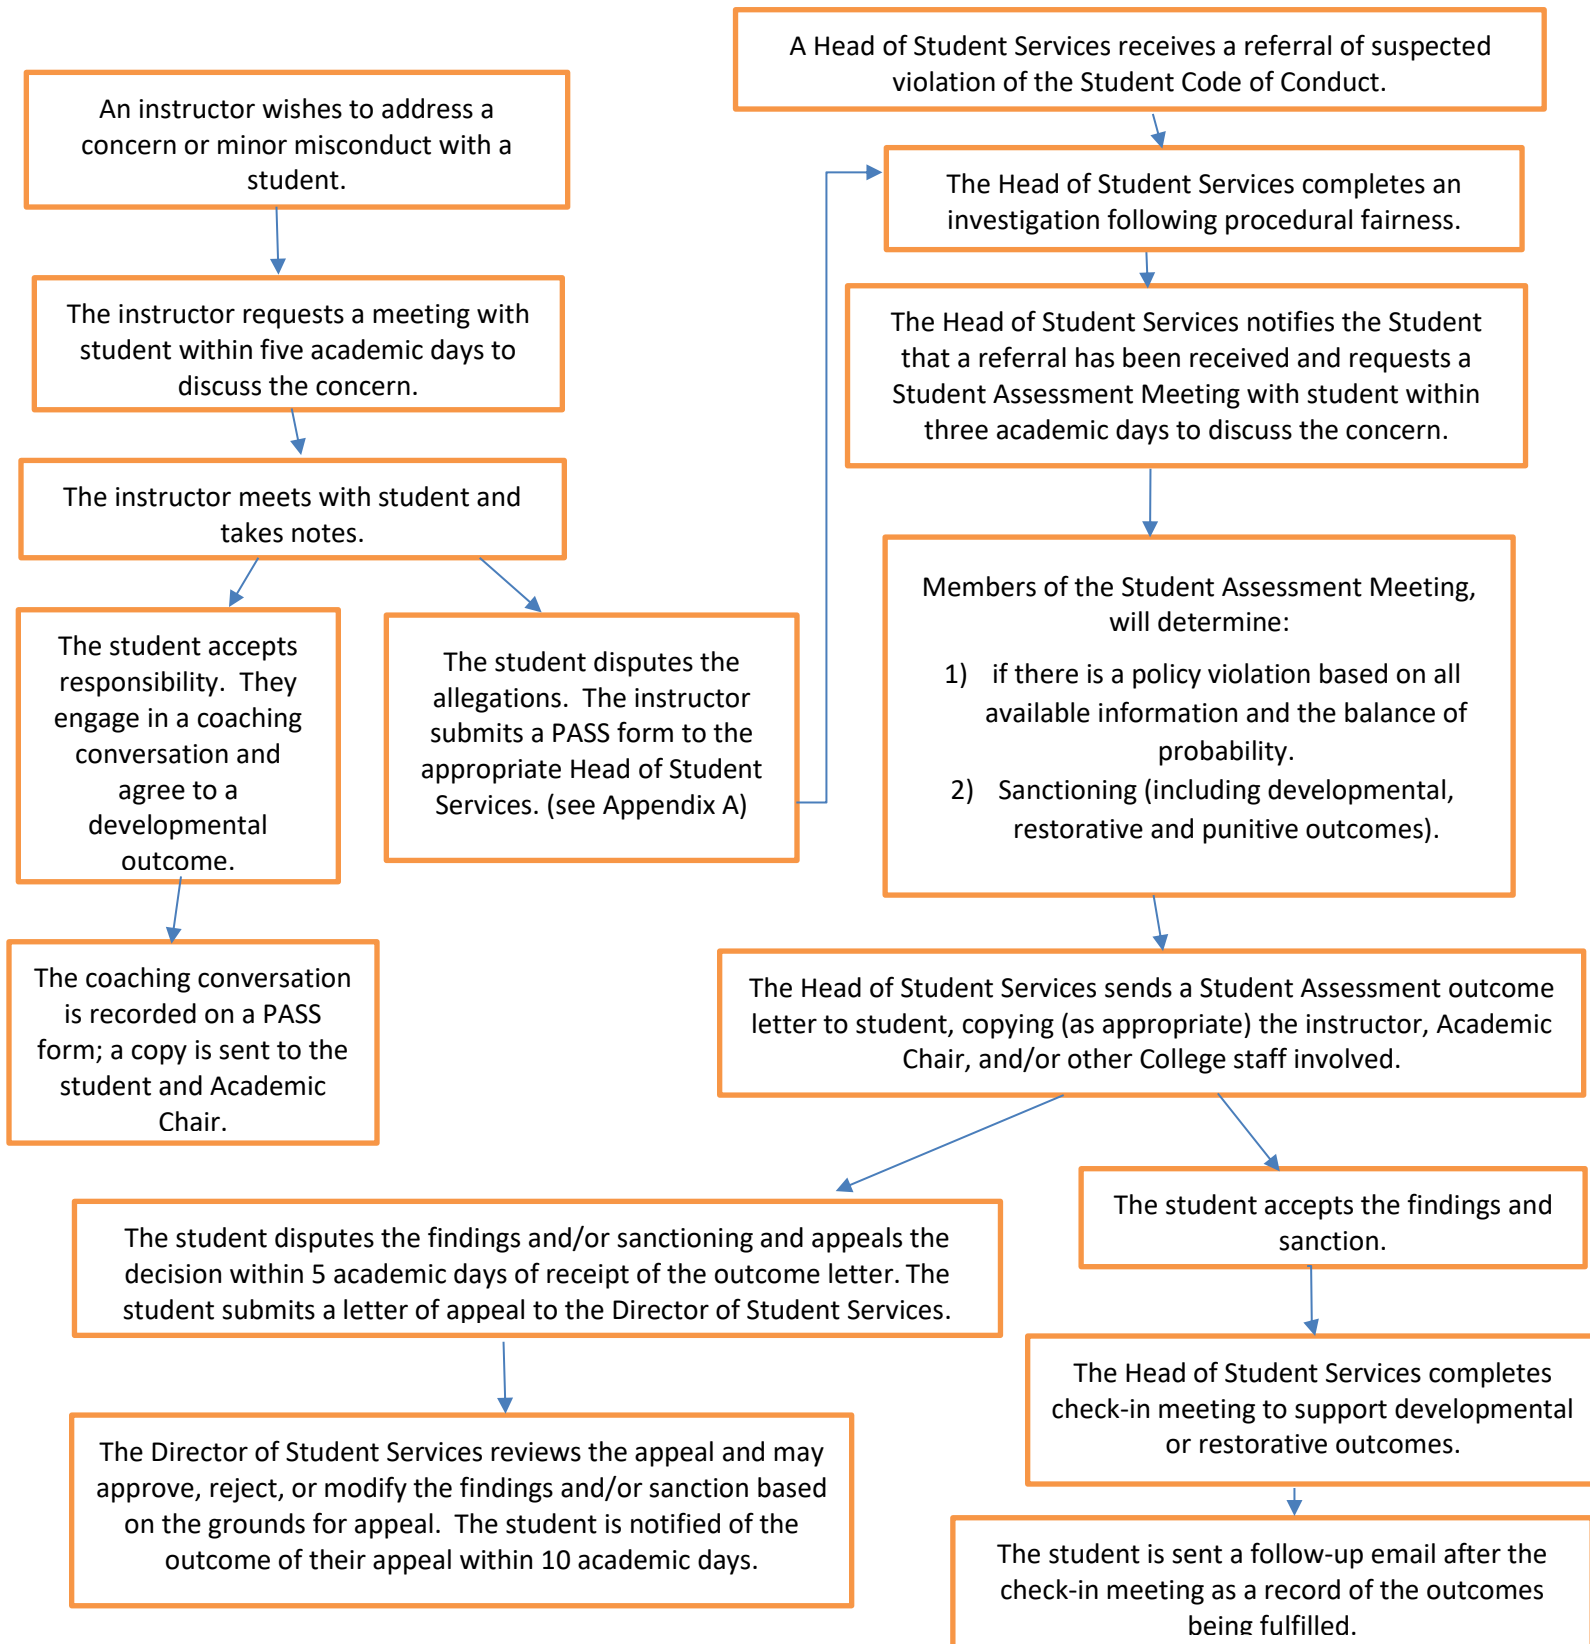 An instructor wishes to address a
concern or minor misconduct with a
student.
The instructor requests a meeting with
student within five academic days to
discuss the concern.
The instructor meets with student and
takes notes.
The student accepts
responsibility. They
engage in a coaching
conversation and
agree to a
developmental
outcome.
The student disputes the
allegations. The instructor
submits a PASS form to the
appropriate Head of Student
Services. (see Appendix A)
The coaching conversation
is recorded on a PASS
form; a copy is sent to the
student and Academic
Chair.
A Head of Student Services receives a referral of suspected
violation of the Student Code of Conduct.
The Head of Student Services completes an
investigation following procedural fairness.
The Head of Student Services notifies the Student
that a referral has been received and requests a
Student Assessment Meeting with student within
three academic days to discuss the concern.
Members of the Student Assessment Meeting,
will determine:
1) if there is a policy violation based on all
available information and the balance of
probability.
2) Sanctioning (including developmental,
restorative and punitive outcomes).
The Head of Student Services sends a Student Assessment outcome
letter to student, copying (as appropriate) the instructor, Academic
Chair, and/or other College staff involved.
The student disputes the findings and/or sanctioning and appeals the
decision within 5 academic days of receipt of the outcome letter. The
student submits a letter of appeal to the Director of Student Services.
The Director of Student Services reviews the appeal and may
approve, reject, or modify the findings and/or sanction based
on the grounds for appeal. The student is notified of the
outcome of their appeal within 10 academic days.
The student accepts the findings and
sanction.
The Head of Student Services completes
check-in meeting to support developmental
or restorative outcomes.
The student is sent a follow-up email after the
check-in meeting as a record of the outcomes
being fulfilled.